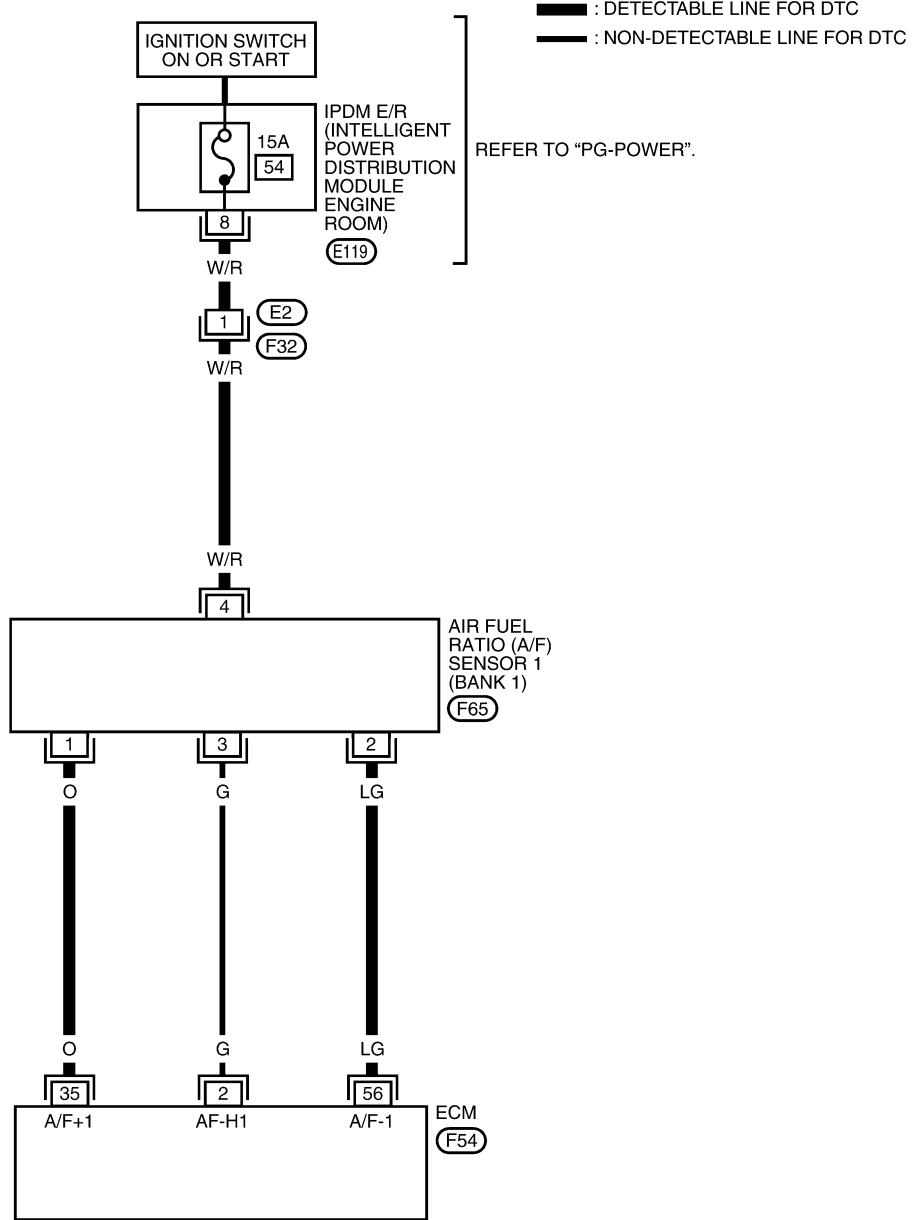 : DETECTABLE LINE FOR DTC
: NON-DETECTABLE LINE FOR DTC
IGNITION SWITCH
ON OR START
IPDM E/R
(INTELLIGENT
POWER
DISTRIBUTION
MODULE
ENGINE
ROOM)
E119
15A
54
REFER TO “PG-POWER”.
8
W/R
1
E2
F32
W/R
W/R
4
AIR FUEL
RATIO (A/F)
SENSOR 1
(BANK 1)
F65
1
3
2
O
G
LG
O
G
LG
35
2
56
A/F+1
AF-H1
A/F-1
ECM
F54